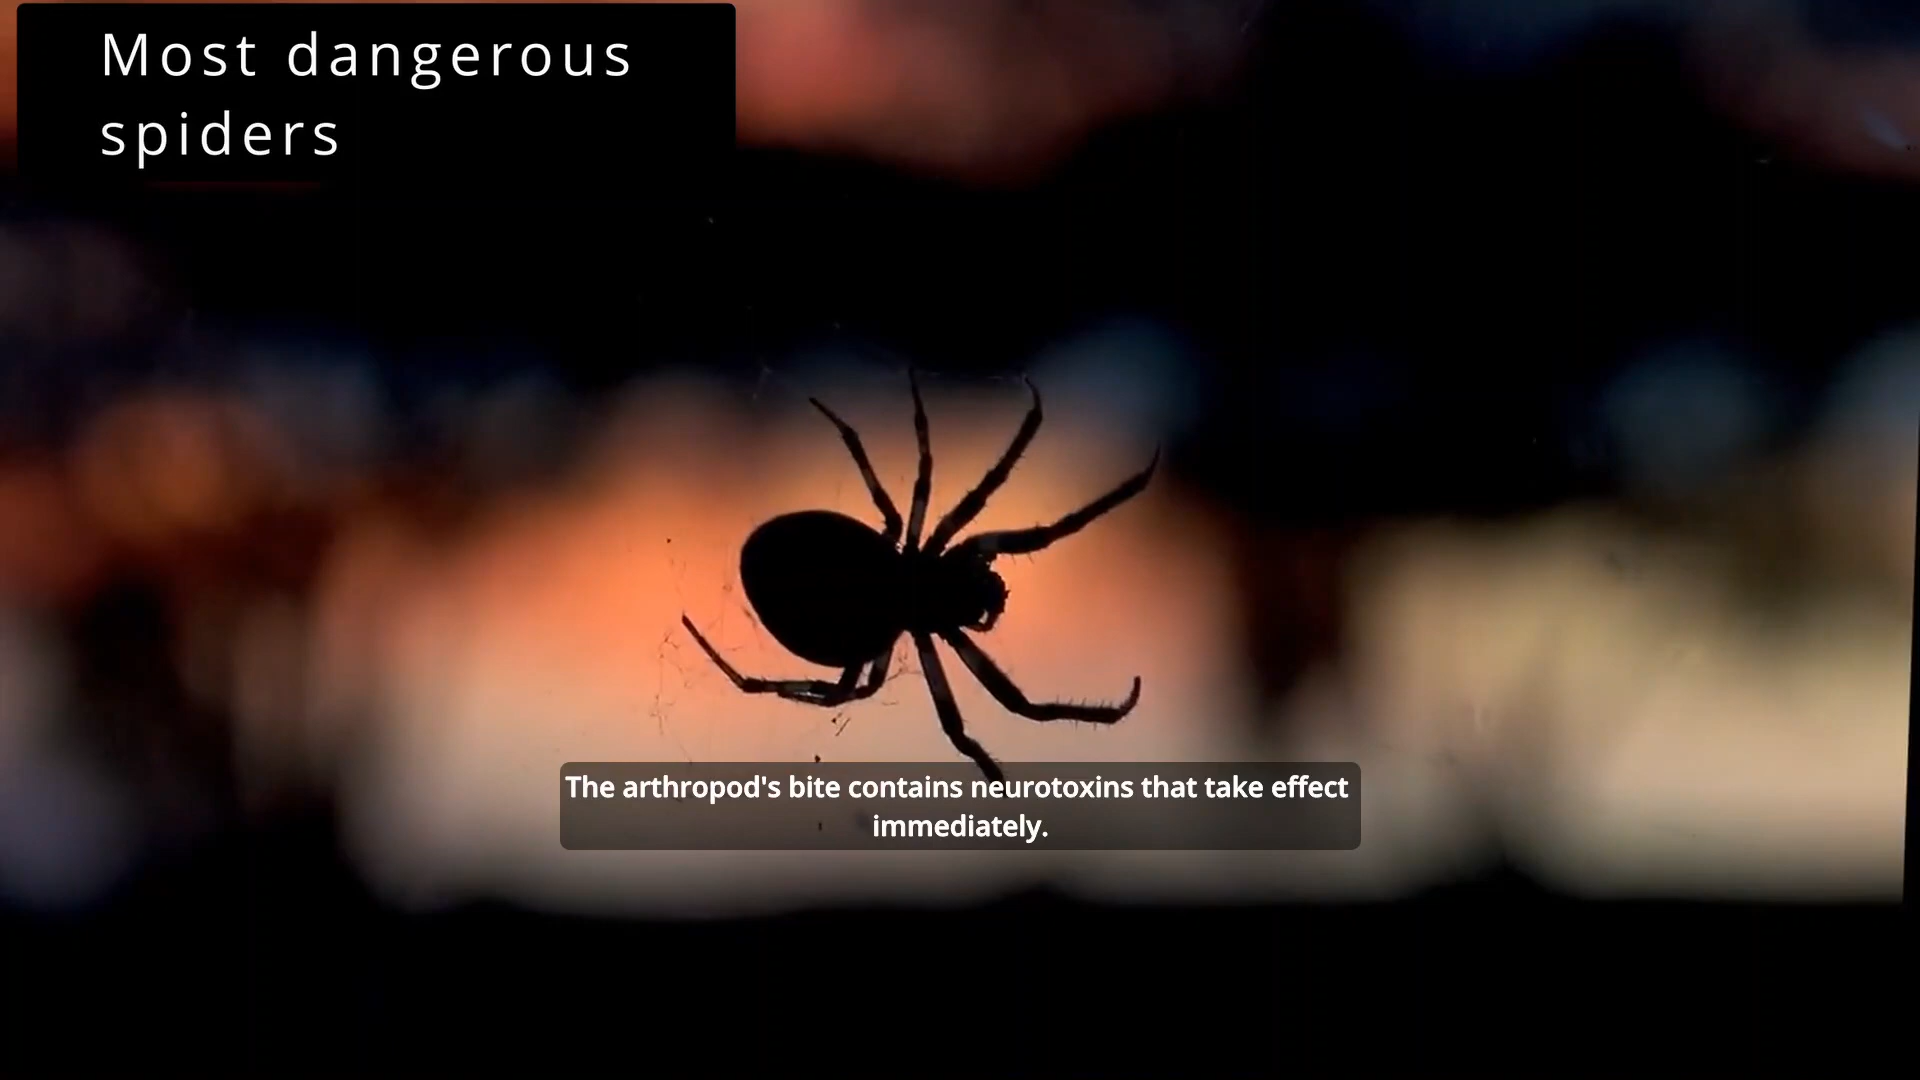 Most dangerous
spiders
The arthropod's bite contains neurotoxins that take effect
immediately.